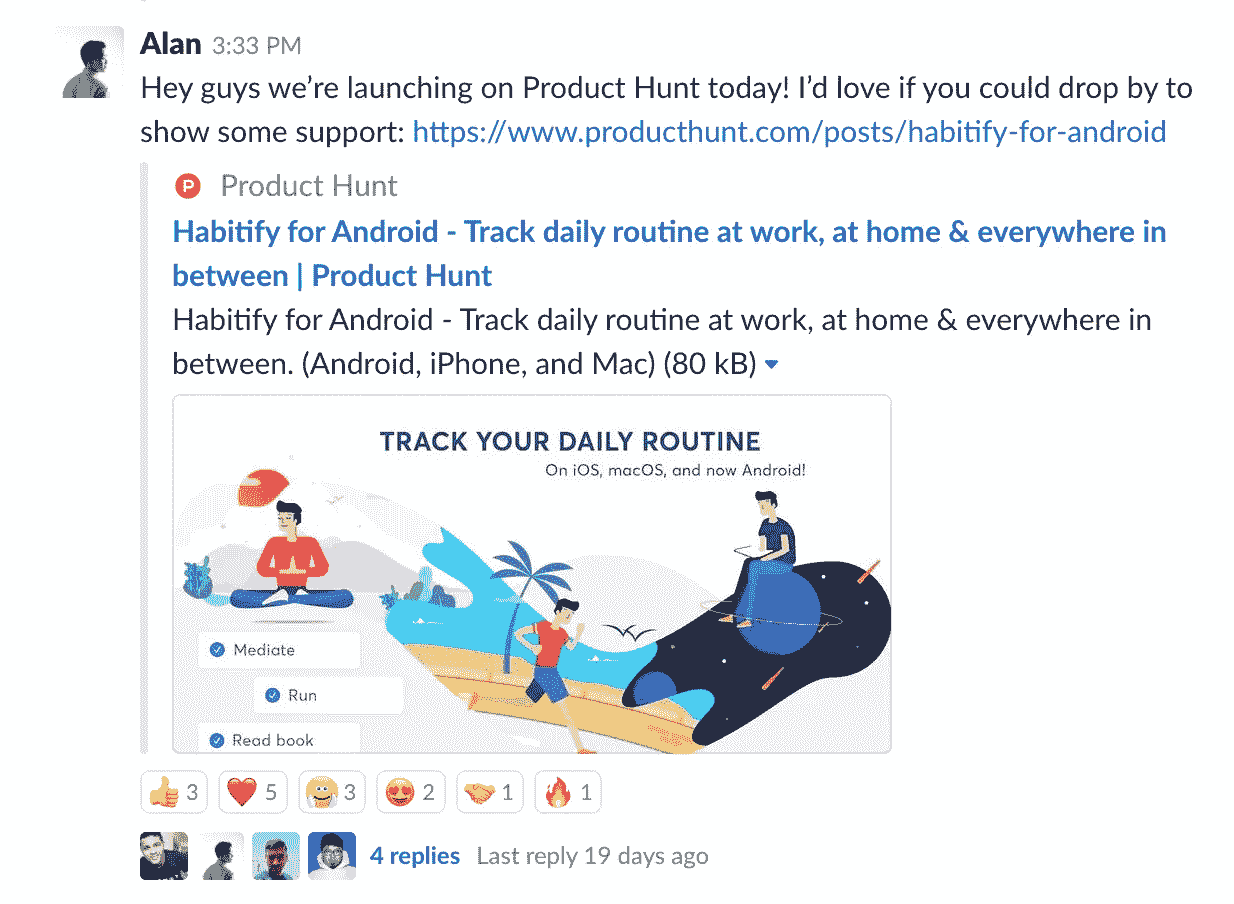 Alan 3:33 PM
Hey guys we’re launching on Product Hunt today! I’d love if you could drop by to
show some support: https://www.producthunt.com/posts/habitify-for-android
P Product Hunt
Habitify for Android - Track daily routine at work, at home & everywhere in
between | Product Hunt
Habitify for Android - Track daily routine at work, at home & everywhere in
between. (Android, iPhone, and Mac) (80 kB)
TRACK YOUR DAILY ROUTINE
On iOS, macOS, and now Android!
Mediate
Run
Read book
3 5 3 2 1 1
4 replies Last reply 19 days ago